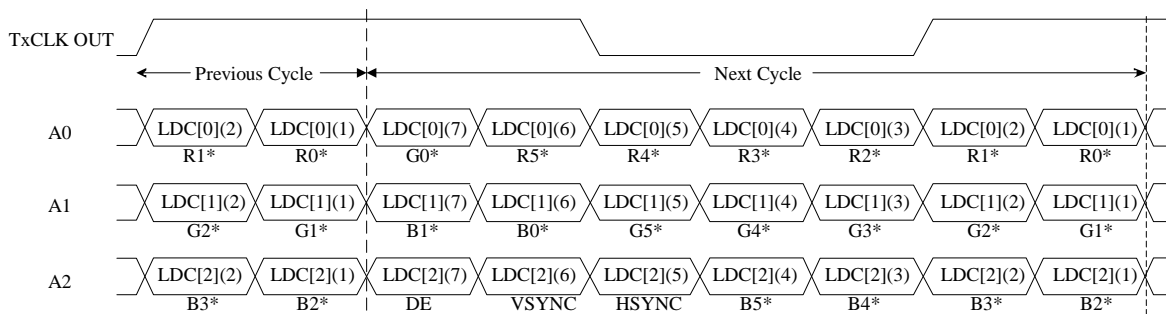 TxCLK OUT
Previous Cycle
Next Cycle
A0
LDC[0](2) LDC[0](1) LDC[0](7) LDC[0](6) LDC[0](5) LDC[0](4) LDC[0](3) LDC[0](2) LDC[0](1)
R1* R0* G0* R5* R4* R3* R2* R1* R0*
A1
LDC[1](2) LDC[1](1) LDC[1](7) LDC[1](6) LDC[1](5) LDC[1](4) LDC[1](3) LDC[1](2) LDC[1](1)
G2* G1* B1* B0* G5* G4* G3* G2* G1*
A2
LDC[2](2) LDC[2](1) LDC[2](7) LDC[2](6) LDC[2](5) LDC[2](4) LDC[2](3) LDC[2](2) LDC[2](1)
B3* B2* DE VSYNC HSYNC B5* B4* B3* B2*